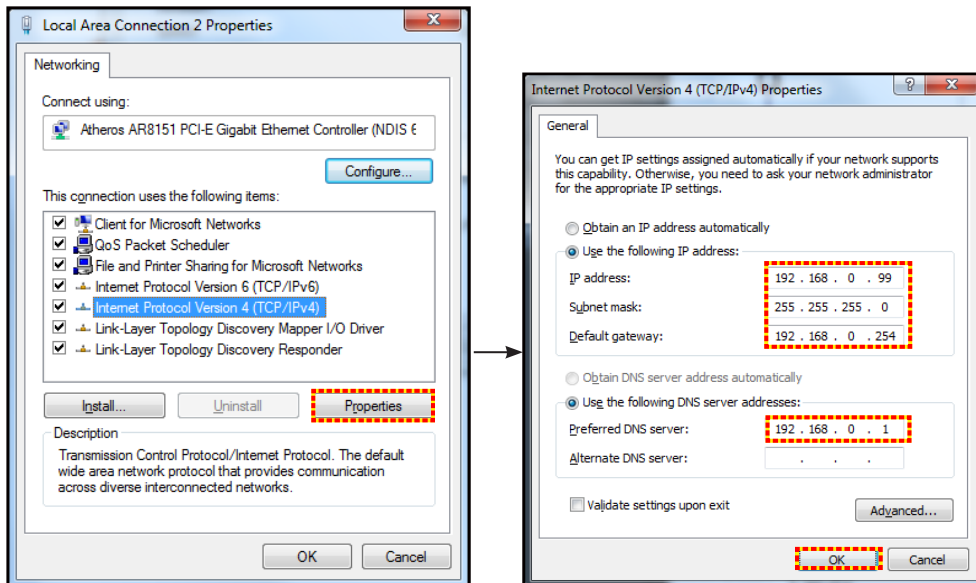 Local Area Connection 2 Properties
Networking
Connect using:
Atheros AR8151 PCI-E Gigabit Ethernet Controller (NDIS 6
Configure...
This connection uses the following items:
Client for Microsoft Networks
QoS Packet Scheduler
File and Printer Sharing for Microsoft Networks
Internet Protocol Version 6 (TCP/IPv6)
Internet Protocol Version 4 (TCP/IPv4)
Link-Layer Topology Discovery Mapper I/O Driver
Link-Layer Topology Discovery Responder
Install...
Uninstall
Properties
Description
Transmission Control Protocol/Internet Protocol. The default
wide area network protocol that provides communication
across diverse interconnected networks.
OK
Cancel
Internet Protocol Version 4 (TCP/IPv4) Properties
General
You can get IP settings assigned automatically if your network supports
this capability. Otherwise, you need to ask your network administrator
for the appropriate IP settings.
Obtain an IP address automatically
Use the following IP address:
IP address: 192 . 168 . 0 . 99
Subnet mask: 255 . 255 . 255 . 0
Default gateway: 192 . 168 . 0 . 254
Obtain DNS server address automatically
Use the following DNS server addresses:
Preferred DNS server: 192 . 168 . 0 . 1
Alternate DNS server: . . .
Validate settings upon exit
Advanced...
OK
Cancel